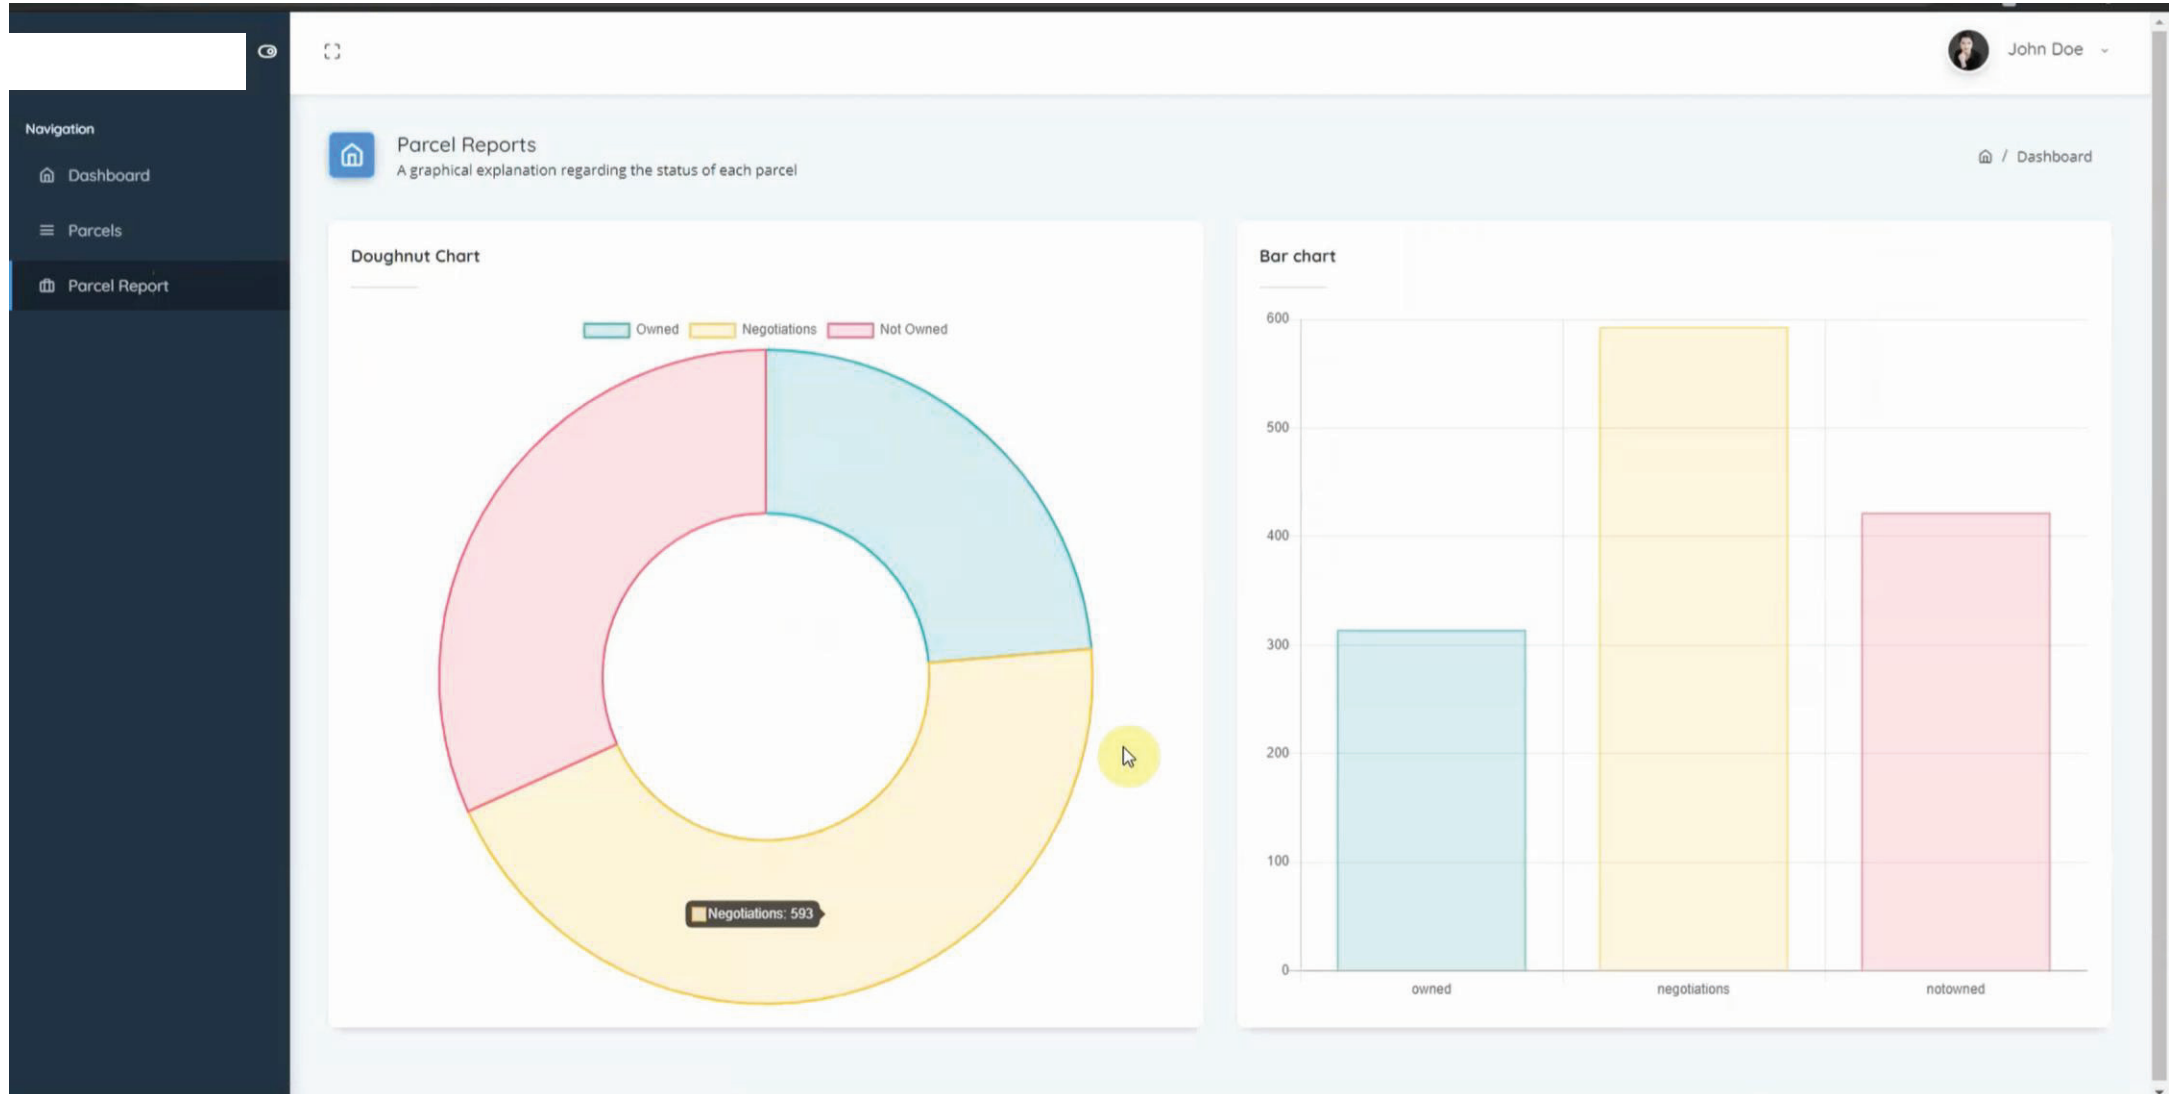 John Doe
Navigation
Dashboard
Parcels
Parcel Report
Parcel Reports
A graphical explanation regarding the status of each parcel
/ Dashboard
Doughnut Chart
Owned Negotiations Not Owned
Negotiations: 593
Bar chart
600
500
400
300
200
100
0
owned negotiations notowned